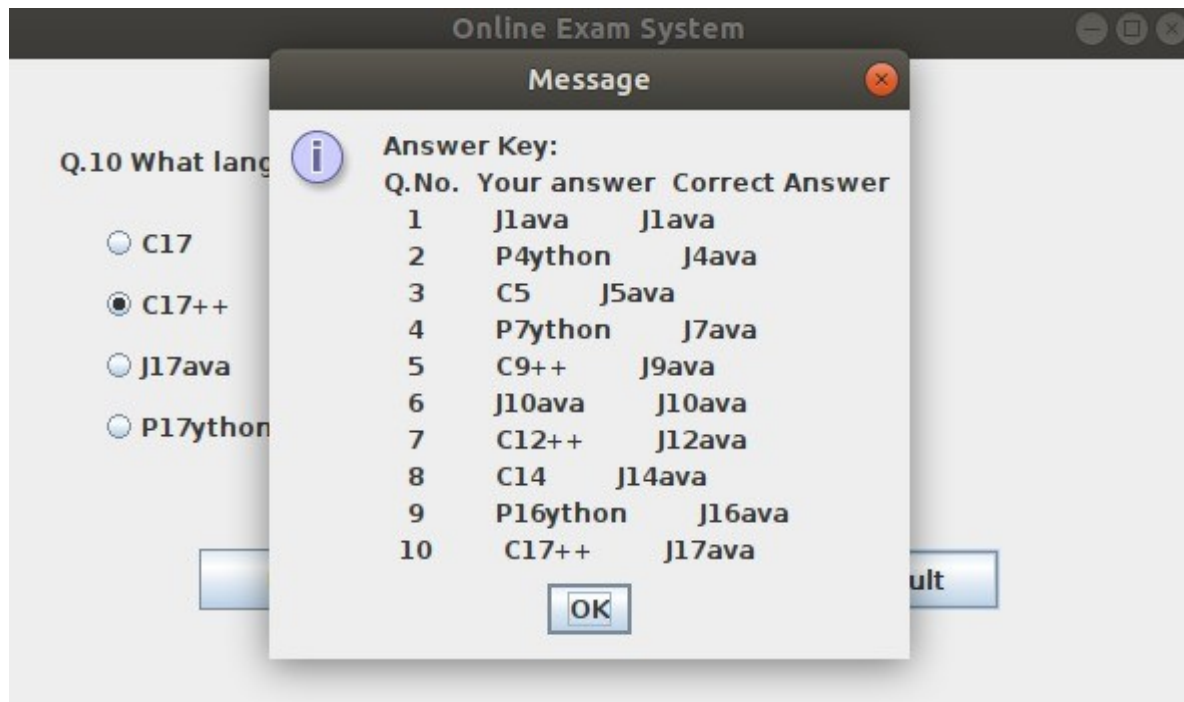 Online Exam System
Message
Q.10 What lang
C17
C17++
J17ava
P17ython
Answer Key:
Q.No. Your answer Correct Answer
1 J1ava J1ava
2 P4ython J4ava
3 C5 J5ava
4 P7ython J7ava
5 C9++ J9ava
6 J10ava J10ava
7 C12++ J12ava
8 C14 J14ava
9 P16ython J16ava
10 C17++ J17ava
OK
ult